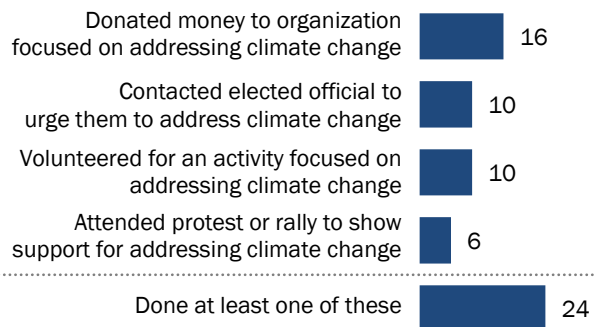 Donated money to organization
focused on addressing climate change
16
Contacted elected official to
urge them to address climate change
10
Volunteered for an activity focused on
addressing climate change
10
Attended protest or rally to show
support for addressing climate change
6
Done at least one of these
24